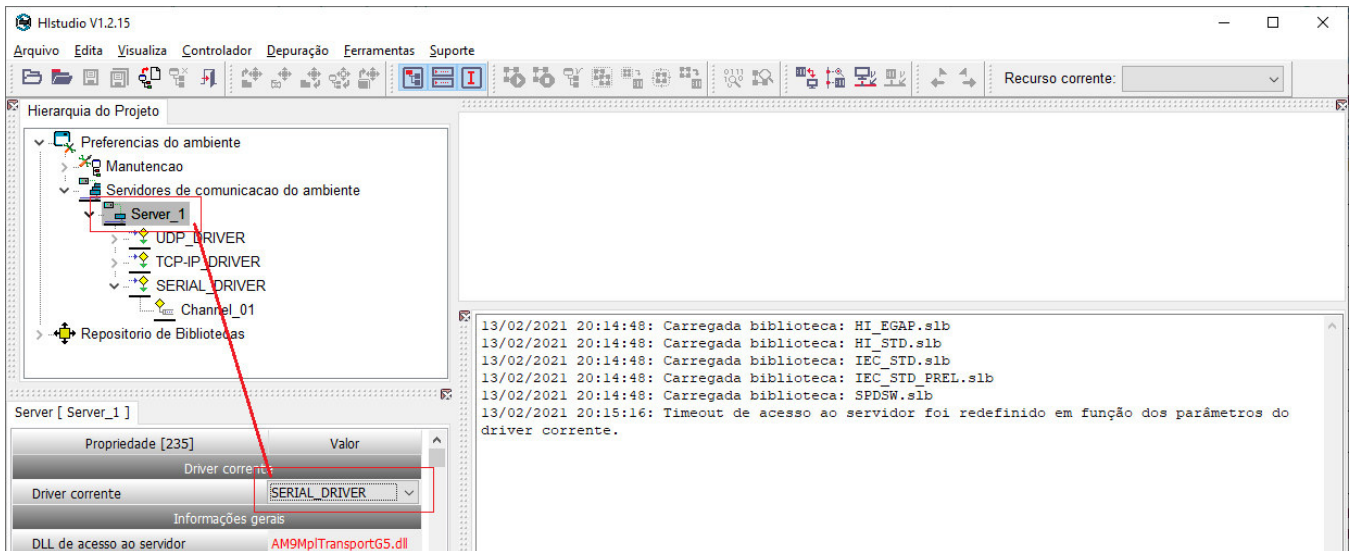 HIstudio V1.2.15
Arquivo Edita Visualiza Controlador Depuração Ferramentas Suporte
Recurso corrente:
Hierarquia do Projeto
Preferencias do ambiente
Manutencao
Servidores de comunicacao do ambiente
Server_1
UDP_DRIVER
TCP-IP_DRIVER
SERIAL_DRIVER
Channel_01
Repositorio de Bibliotecas
Server [ Server_1 ]
Propriedade [235] Valor
Driver corrente
Driver corrente SERIAL_DRIVER
Informações gerais
DLL de acesso ao servidor AM9MplTransportG5.dll
13/02/2021 20:14:48: Carregada biblioteca: HI_EGAP.slb
13/02/2021 20:14:48: Carregada biblioteca: HI_STD.slb
13/02/2021 20:14:48: Carregada biblioteca: IEC_STD.slb
13/02/2021 20:14:48: Carregada biblioteca: IEC_STD_PREL.slb
13/02/2021 20:14:48: Carregada biblioteca: SPDSW.slb
13/02/2021 20:15:16: Timeout de acesso ao servidor foi redefinido em função dos parâmetros do
driver corrente.